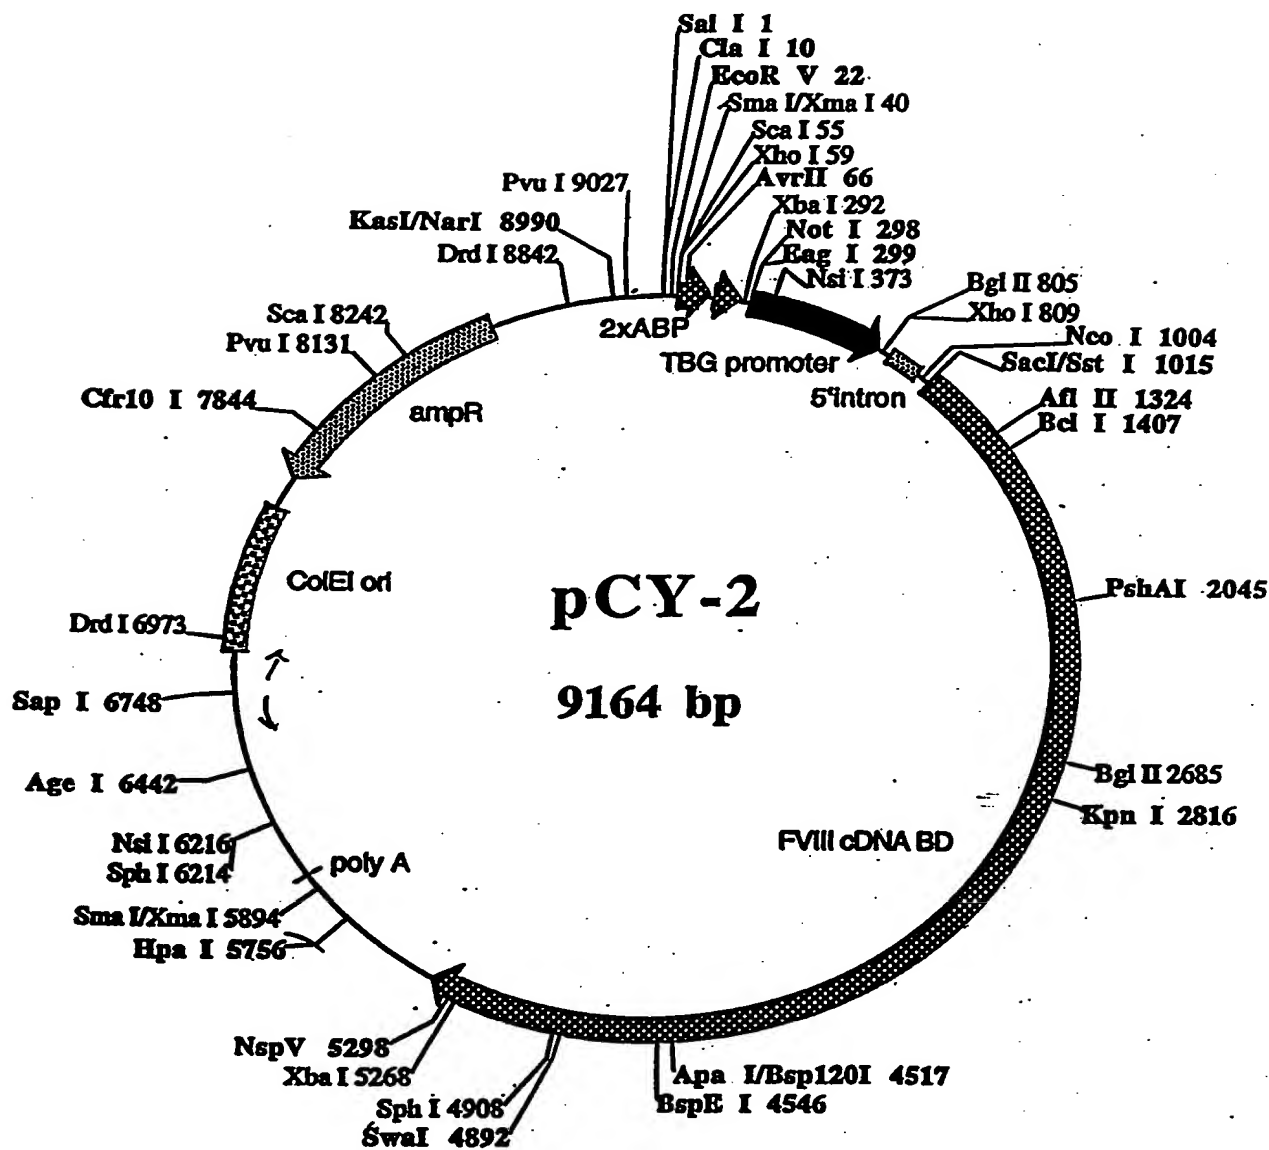 Sal I 1
Cla I 10
EcoR V 22
Sma I/Xma I 40
Sca I 55
Xho I 59
AvrII 66
Xba I 292
Not I 298
Eag I 299
Nsi I 373
Bgl II 805
Xho I 809
Nco I 1004
SacI/Sst I 1015
Afl II 1324
Bcl I 1407
PshAI 2045
Bgl II 2685
Kpn I 2816
Apa I/Bsp120I 4517
BspE I 4546
SwaI 4892
Sph I 4908
Xba I 5268
NspV 5298
Hpa I 5756
Sma I/Xma I 5894
Sph I 6214
Nsi I 6216
Age I 6442
Sap I 6748
Drd I 6973
Cfr10 I 7844
Pvu I 8131
Sca I 8242
Drd I 8842
KasI/NarI 8990
Pvu I 9027
2xABP
TBG promoter
5'intron
ampR
ColEI ori
pCY-2
9164 bp
FVIII cDNA BD
poly A